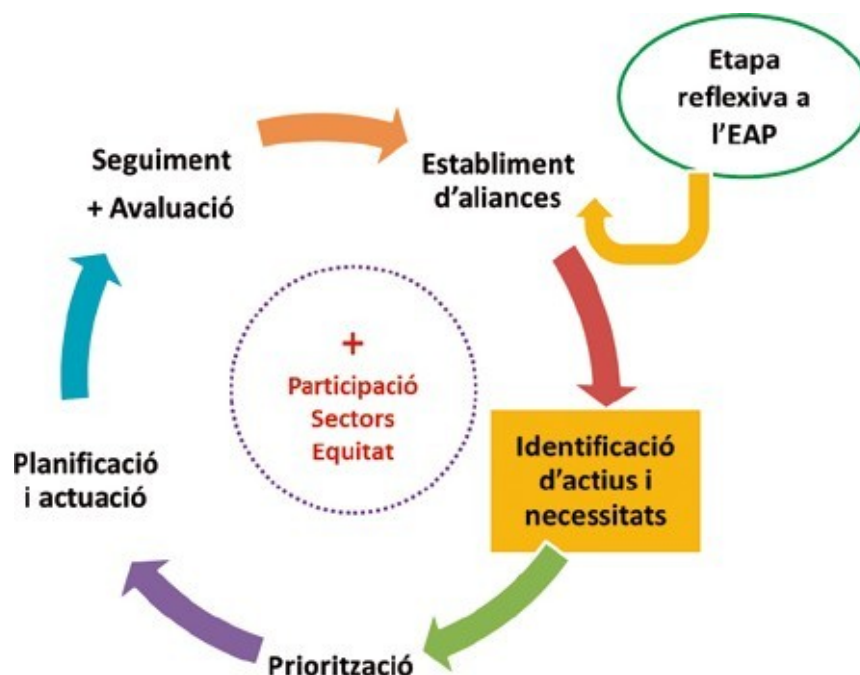 Etapa
reflexiva a
l'EAP
Seguiment
+ Avaluació
Establiment
d'aliances
+
Participació
Sectors
Equitat
Identificació
d'actius i
necessitats
Planificació
i actuació
Priorització